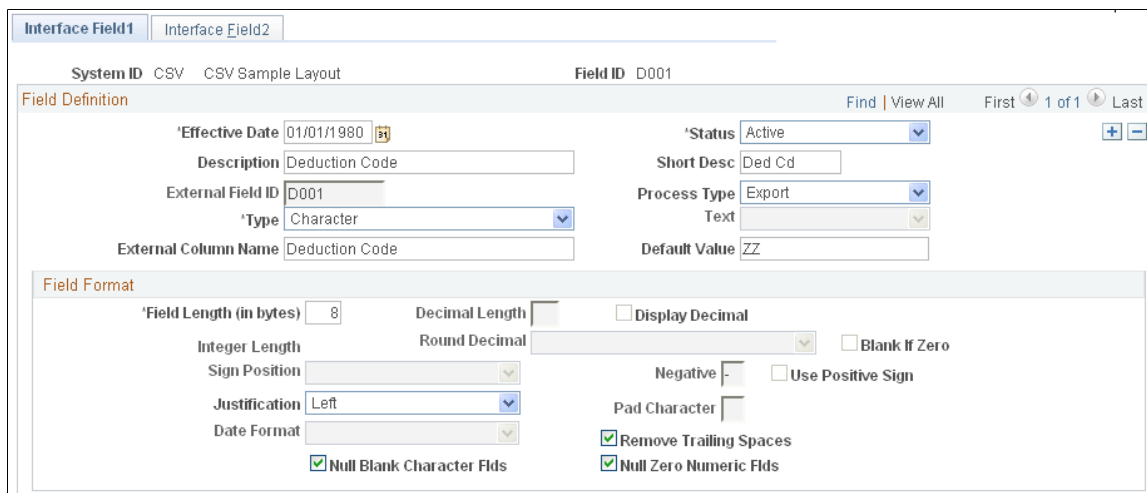 Interface Field1 Interface Field2
System ID CSV CSV Sample Layout Field ID D001
Field Definition Find | View All First 1 of 1 Last
*Effective Date 01/01/1980 31 *Status Active
Description Deduction Code Short Desc Ded Cd
External Field ID D001 Process Type Export
*Type Character Text
External Column Name Deduction Code Default Value ZZ
Field Format
*Field Length (in bytes) 8 Decimal Length Display Decimal
Integer Length Round Decimal Blank If Zero
Sign Position Negative - Use Positive Sign
Justification Left Pad Character
Date Format Remove Trailing Spaces
Null Blank Character Flds Null Zero Numeric Flds